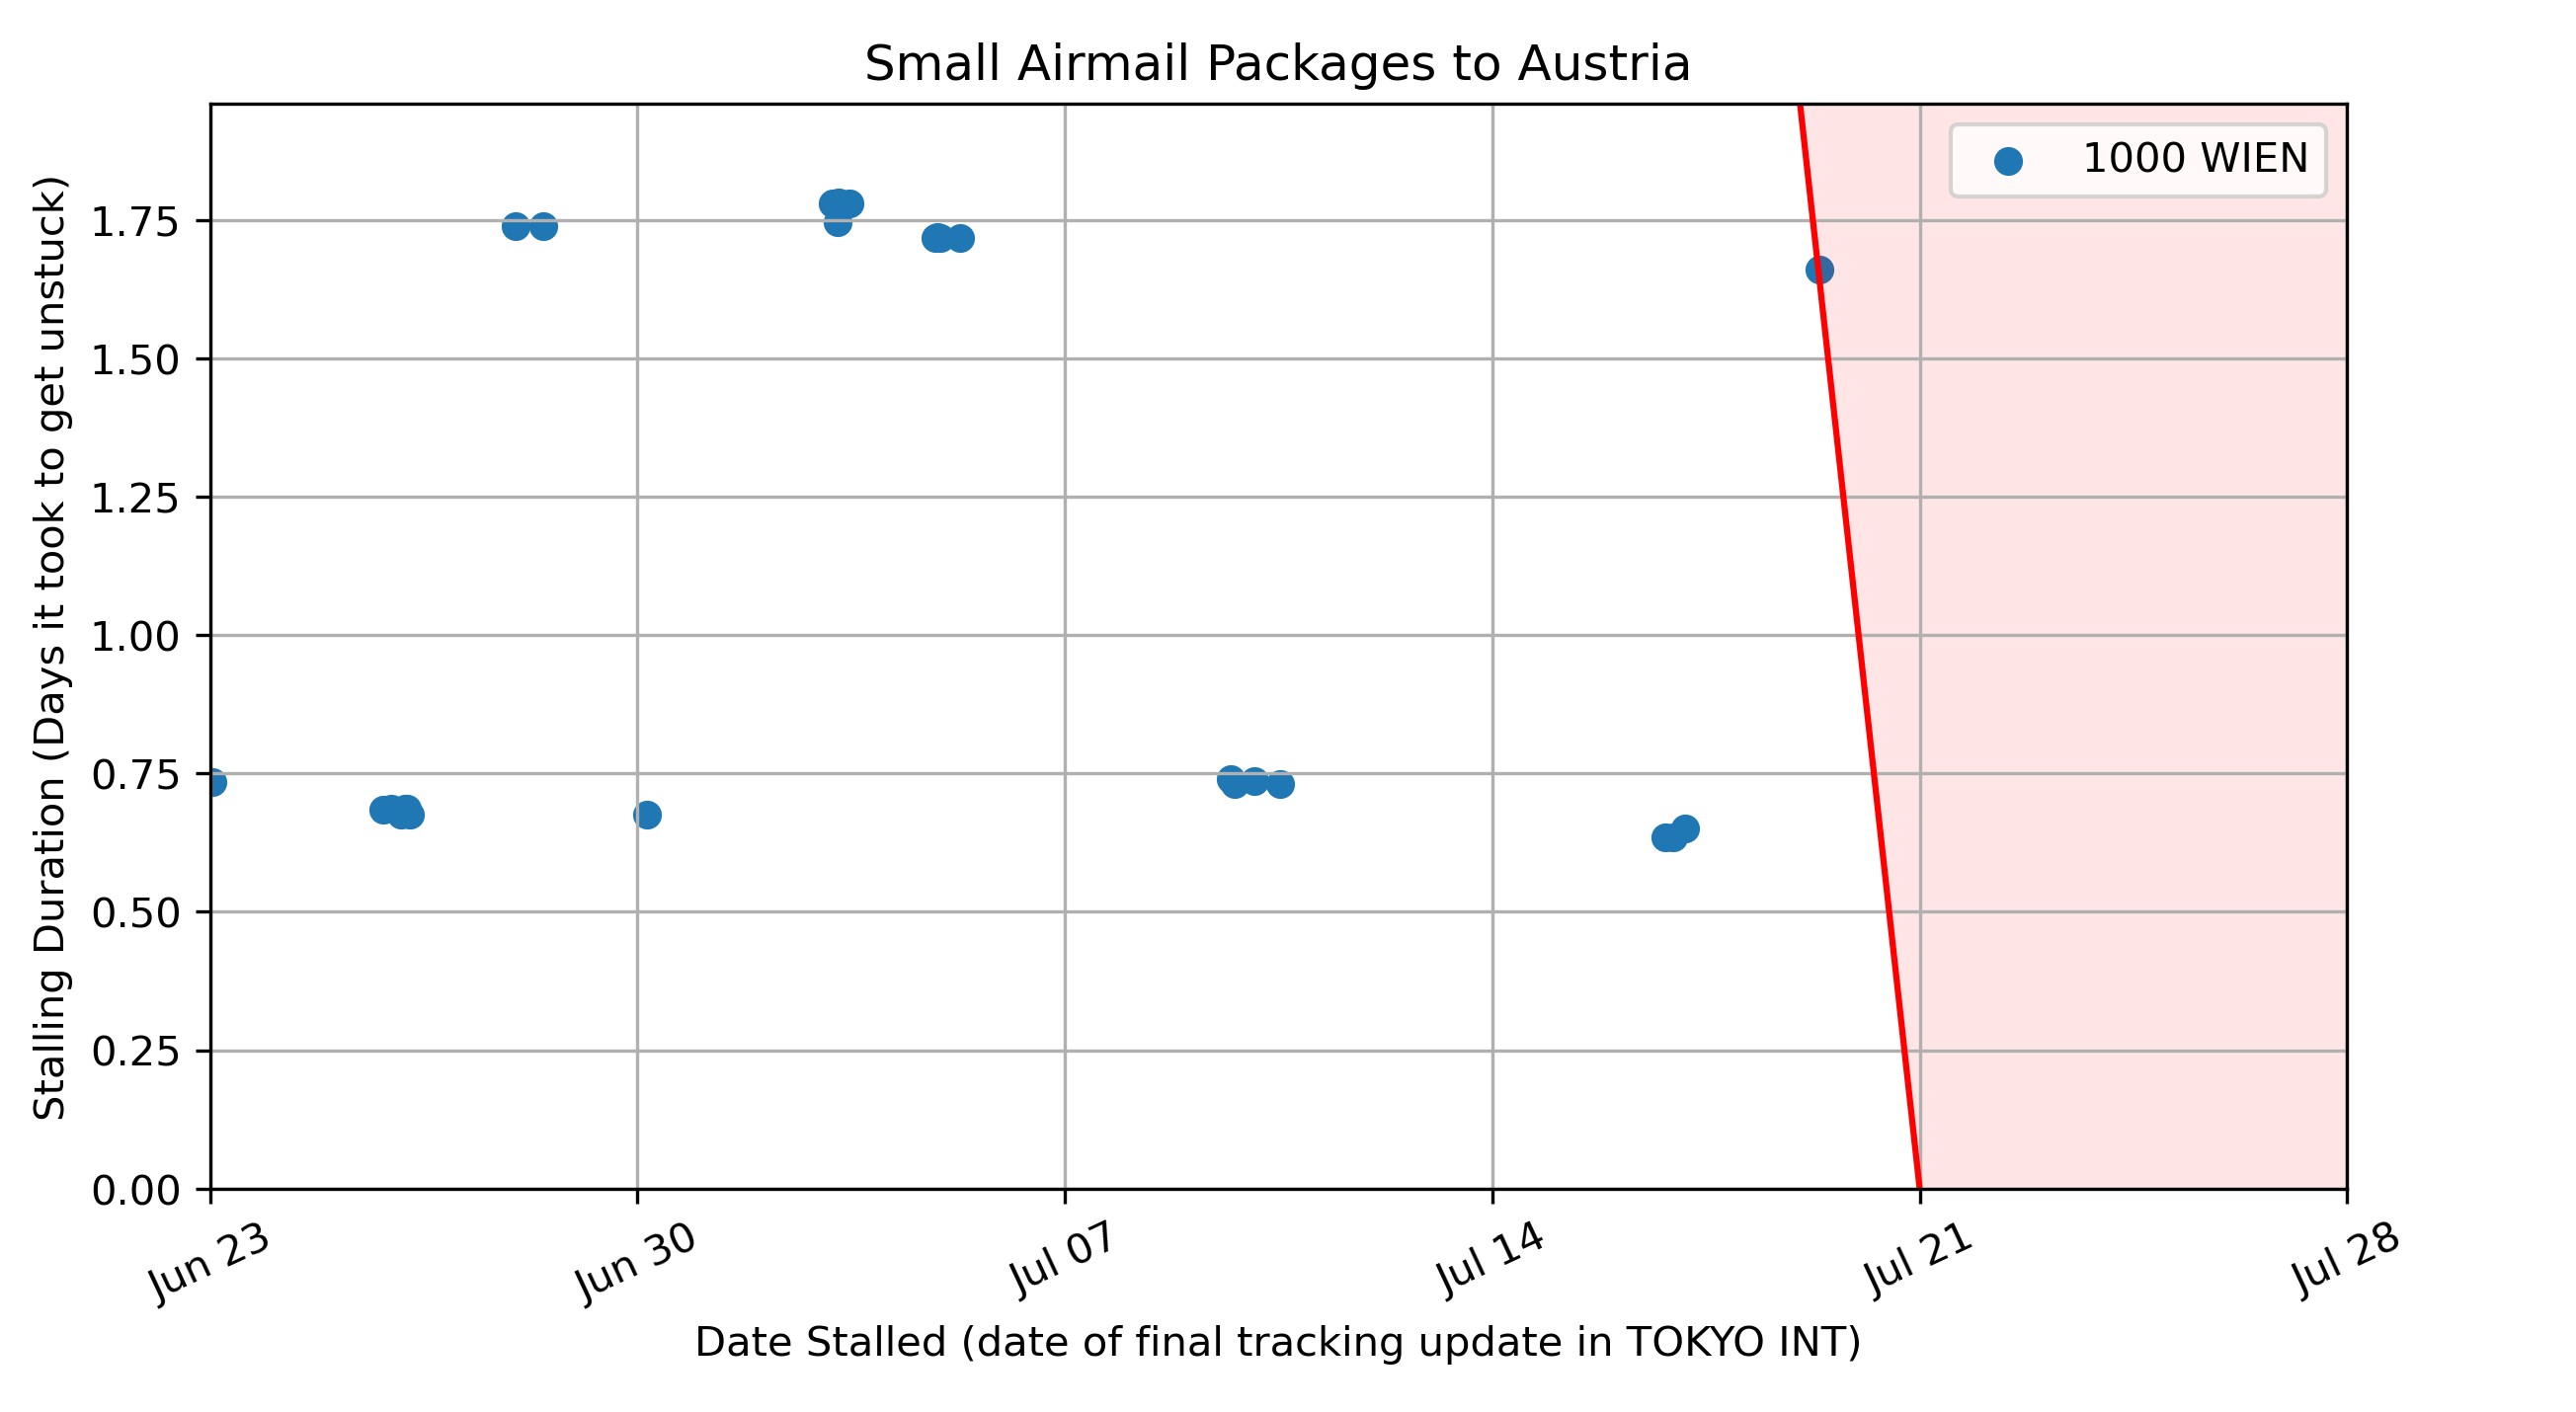 Small Airmail Packages to Austria
1000 WIEN
Stalling Duration (Days it took to get unstuck)
1.75
1.50
1.25
1.00
0.75
0.50
0.25
0.00
Jun 23
Jun 30
Jul 07
Jul 14
Jul 21
Jul 28
Date Stalled (date of final tracking update in TOKYO INT)